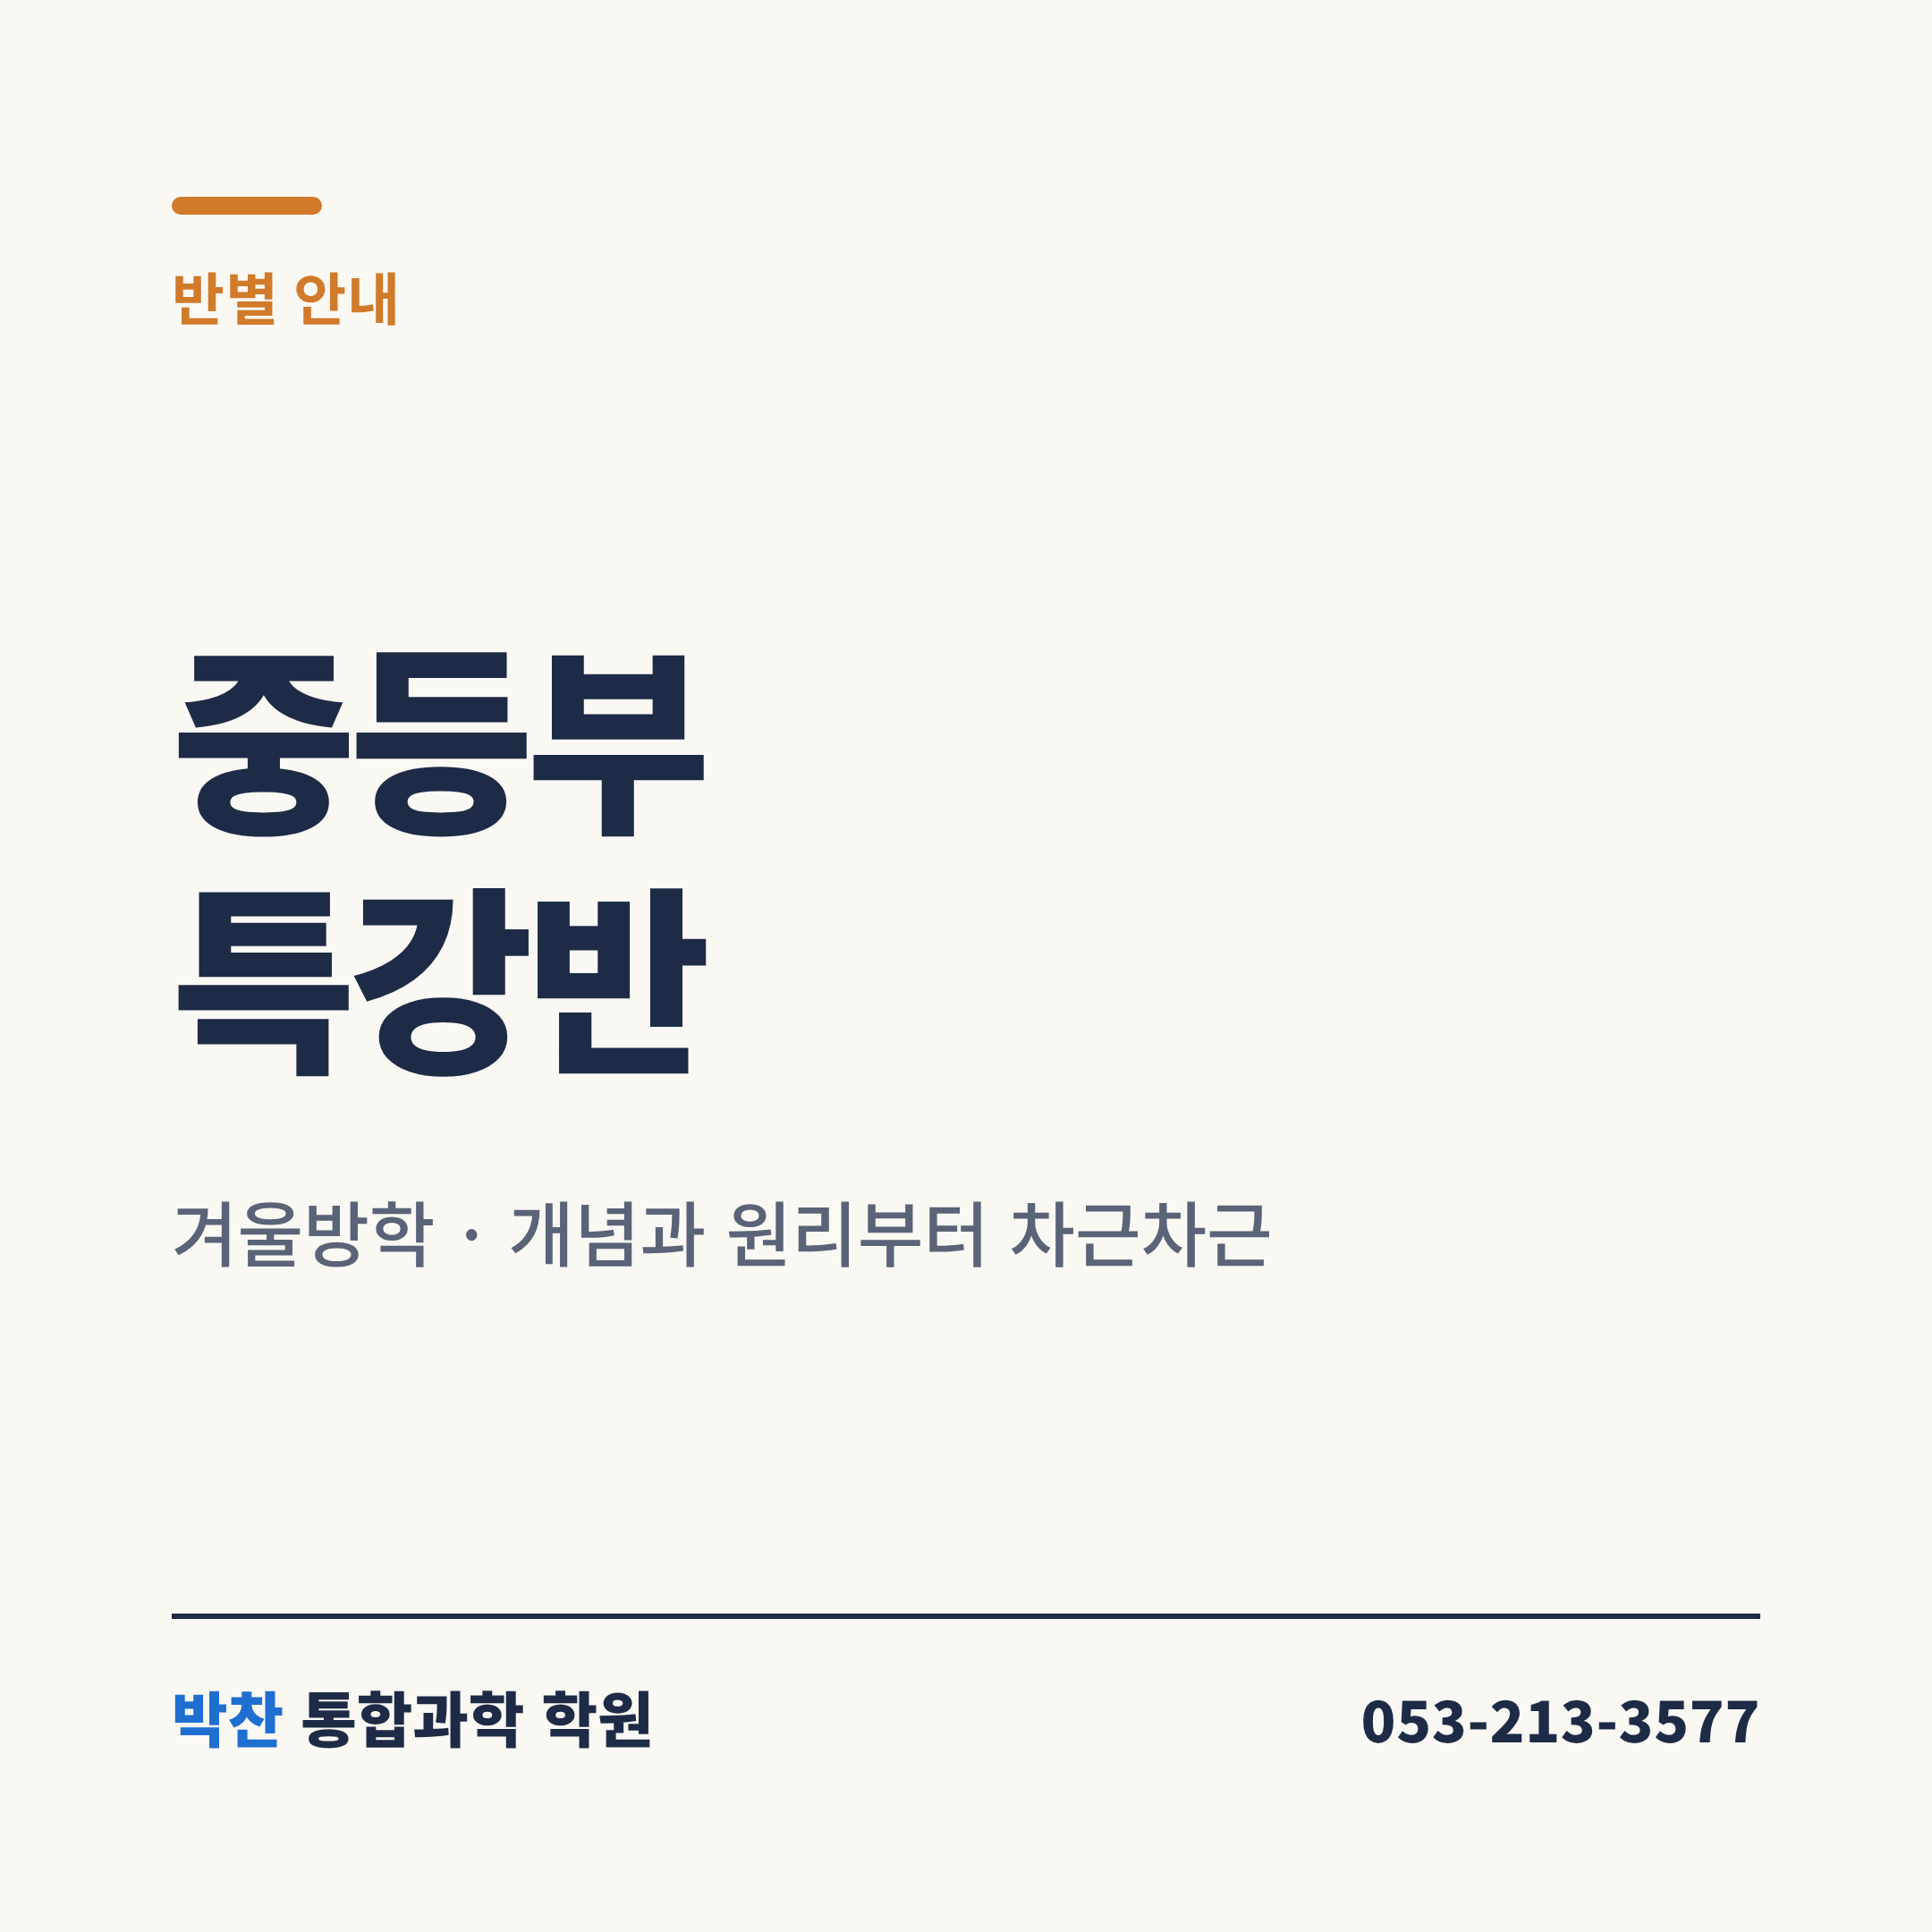 반별 안내
중등부
특강반
겨울방학 · 개념과 원리부터 차근차근
박찬 통합과학 학원
053-213-3577